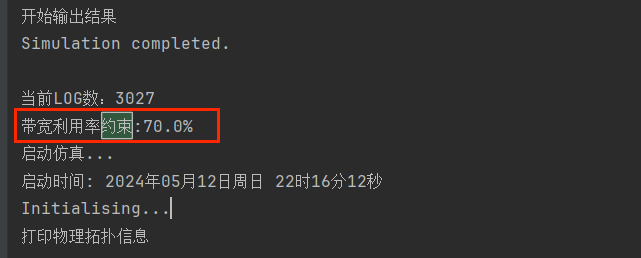 开始输出结果
Simulation completed.
当前LOG数：3027
带宽利用率约束:70.0%
启动仿真...
启动时间: 2024年05月12日周日 22时16分12秒
Initialising...
打印物理拓扑信息